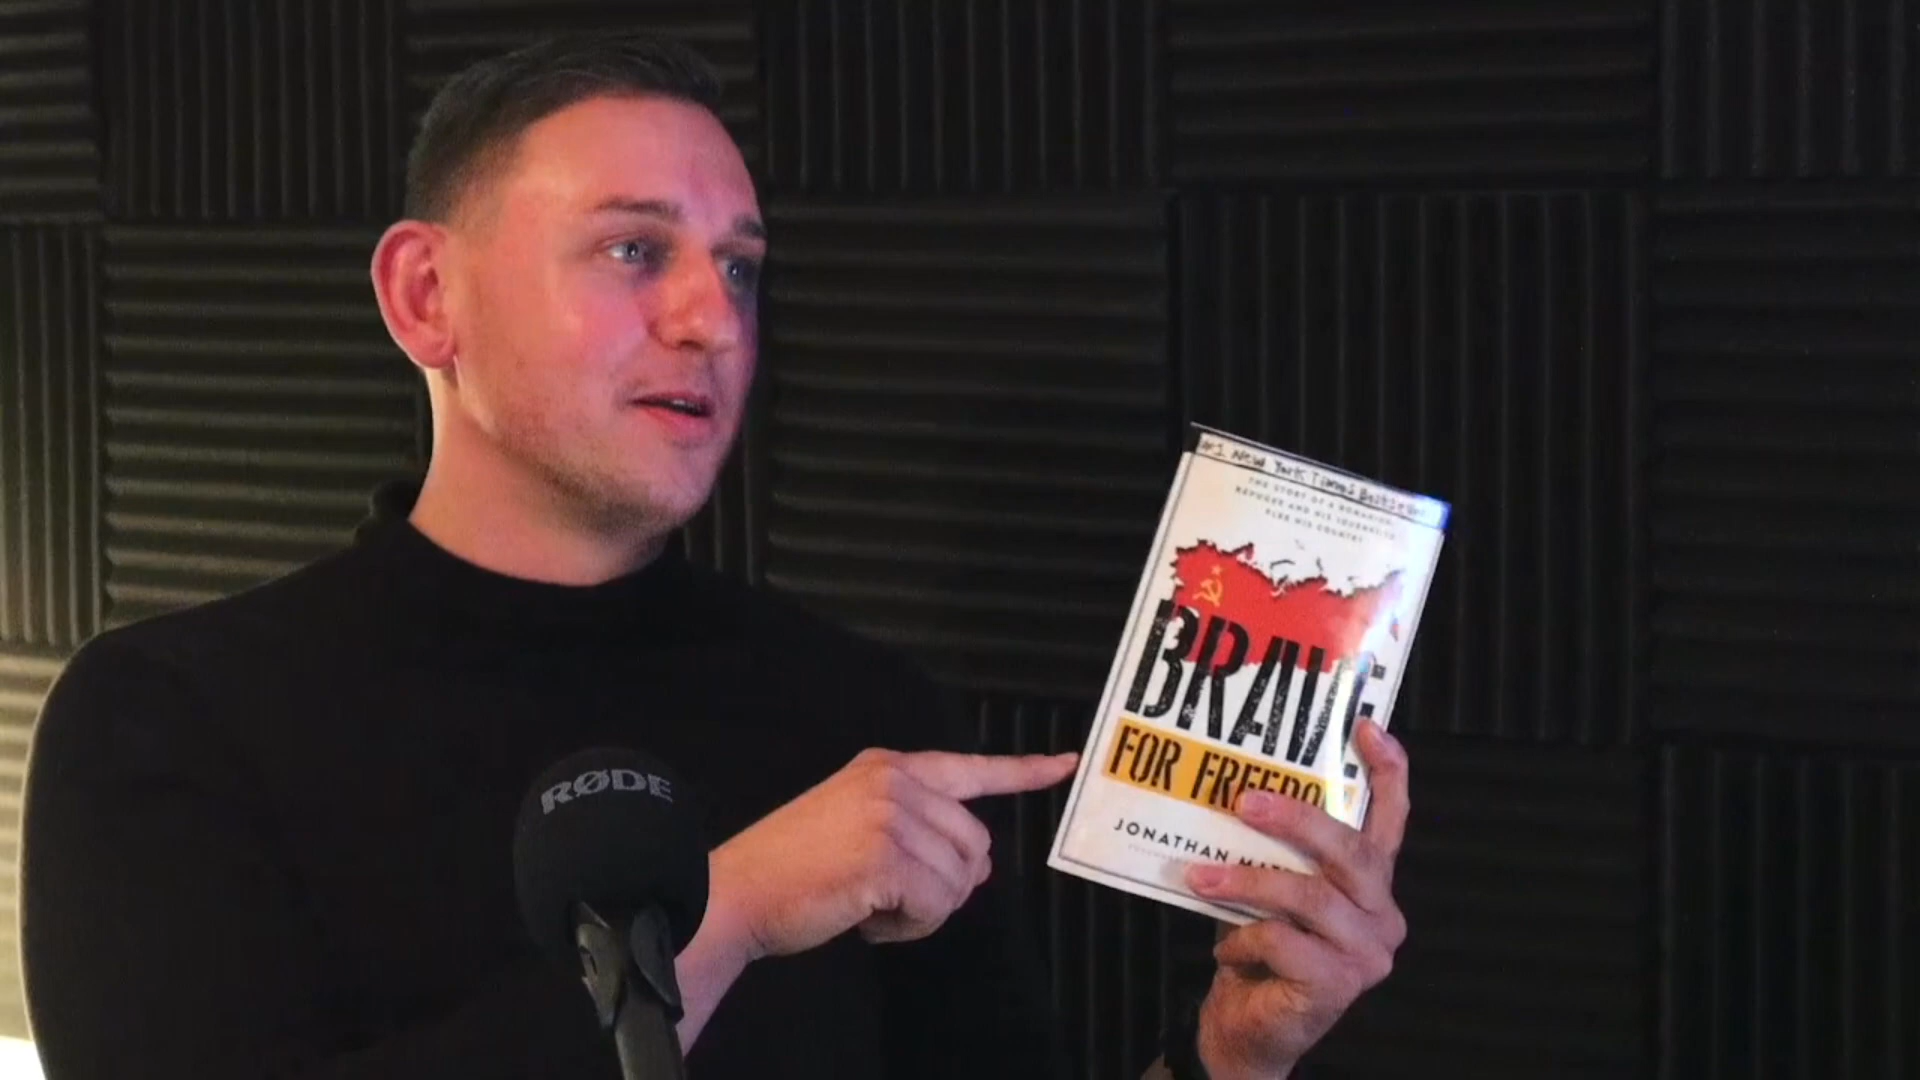 #1 New York Times Bestseller
THE STORY OF A ROMANIAN
REFUGEE AND HIS JOURNEY TO
FLEE HIS COUNTRY
BRAVE
FOR FREEDOM
JONATHAN
RØDE